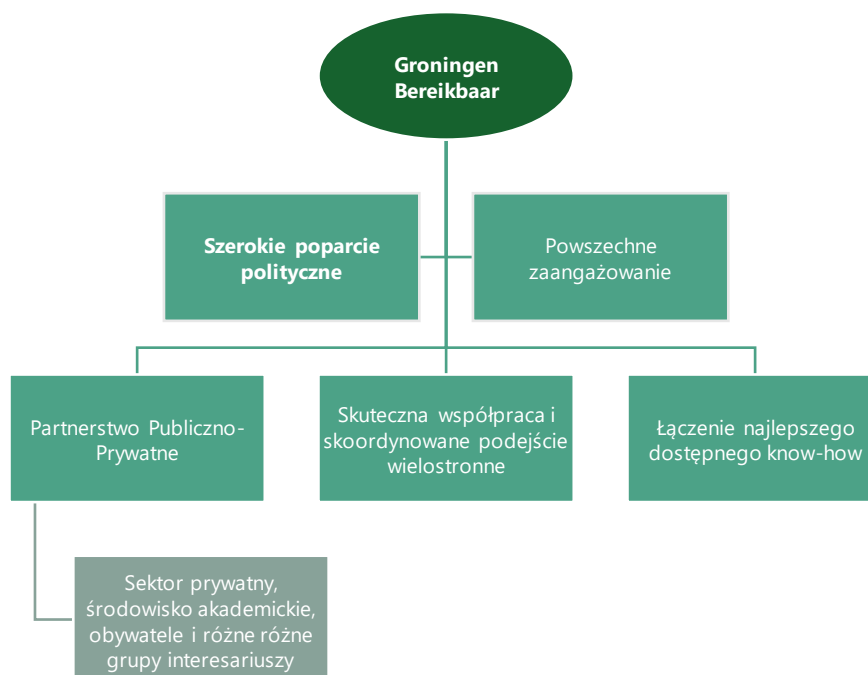 Groningen
Bereikbaar
Szerokie poparcie
polityczne
Powszechne
zaangażowanie
Partnerstwo Publiczno-
Prywatne
Skuteczna współpraca i
skoordynowane podejście
wielostronne
Łączenie najlepszego
dostępnego know-how
Sektor prywatny,
środowisko akademickie,
obywatele i różne różne
grupy interesariuszy